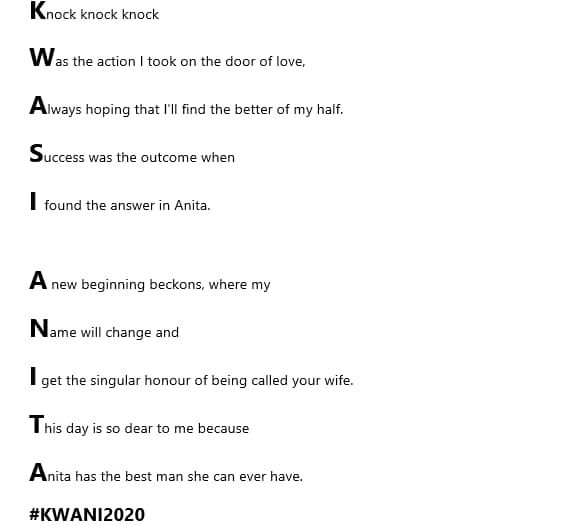 Knock knock knock
Was the action I took on the door of love,
Always hoping that I'll find the better of my half.
Success was the outcome when
I found the answer in Anita.
A new beginning beckons, where my
Name will change and
I get the singular honour of being called your wife.
This day is so dear to me because
Anita has the best man she can ever have.
#KWANI2020